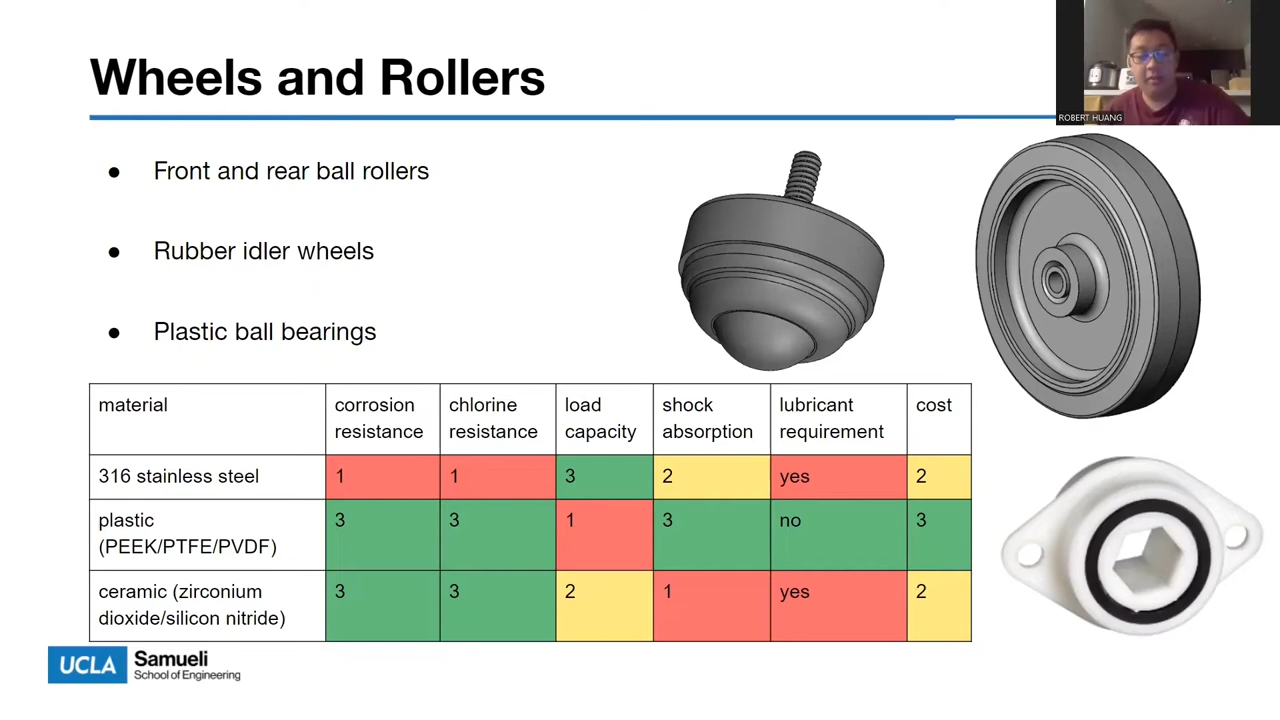 Wheels and Rollers
ROBERT HUANG
● Front and rear ball rollers
● Rubber idler wheels
● Plastic ball bearings
material corrosion resistance chlorine resistance load capacity shock absorption lubricant requirement cost
316 stainless steel 1 1 3 2 yes 2
plastic (PEEK/PTFE/PVDF) 3 3 1 3 no 3
ceramic (zirconium dioxide/silicon nitride) 3 3 2 1 yes 2
UCLA Samueli
School of Engineering